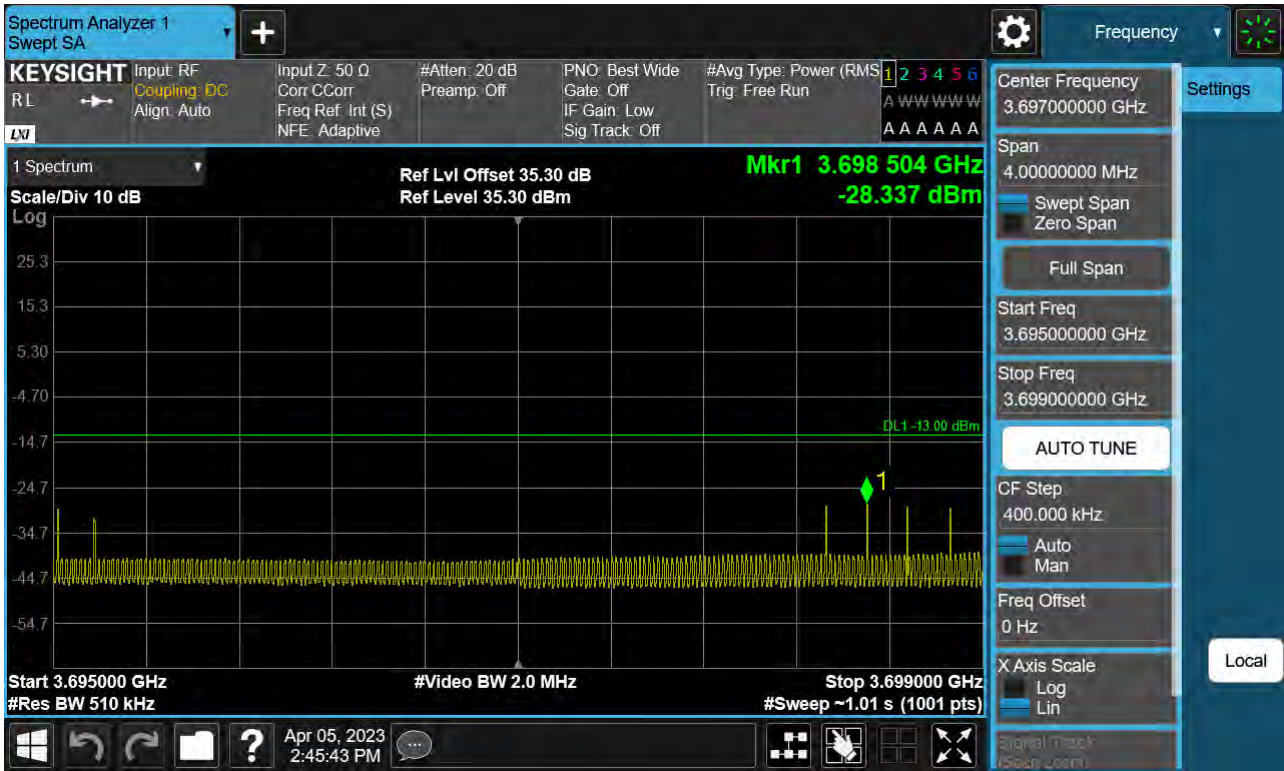 Spectrum Analyzer 1
Swept SA
+
Frequency
KEYSIGHT
RL
LXI
Input: RF
Coupling: DC
Align: Auto
Input Z: 50 Ω
Corr CCorr
Freq Ref: Int (S)
NFE: Adaptive
#Atten: 20 dB
Preamp: Off
PNO: Best Wide
Gate: Off
IF Gain: Low
Sig Track: Off
#Avg Type: Power (RMS
Trig: Free Run
1 2 3 4 5 6
A W W W W W
A A A A A A
1 Spectrum
Scale/Div 10 dB
Log
Ref Lvl Offset 35.30 dB
Ref Level 35.30 dBm
Mkr1 3.698 504 GHz
-28.337 dBm
25.3
15.3
5.30
-4.70
-14.7
-24.7
-34.7
-44.7
-54.7
DL1 -13.00 dBm
1
Start 3.695000 GHz
#Res BW 510 kHz
#Video BW 2.0 MHz
Stop 3.699000 GHz
#Sweep ~1.01 s (1001 pts)
Center Frequency
3.697000000 GHz
Span
4.00000000 MHz
Swept Span
Zero Span
Full Span
Start Freq
3.695000000 GHz
Stop Freq
3.699000000 GHz
AUTO TUNE
CF Step
400.000 kHz
Auto
Man
Freq Offset
0 Hz
X Axis Scale
Log
Lin
Signal Track
(Span Zoom)
Settings
Local
?
Apr 05, 2023
2:45:43 PM